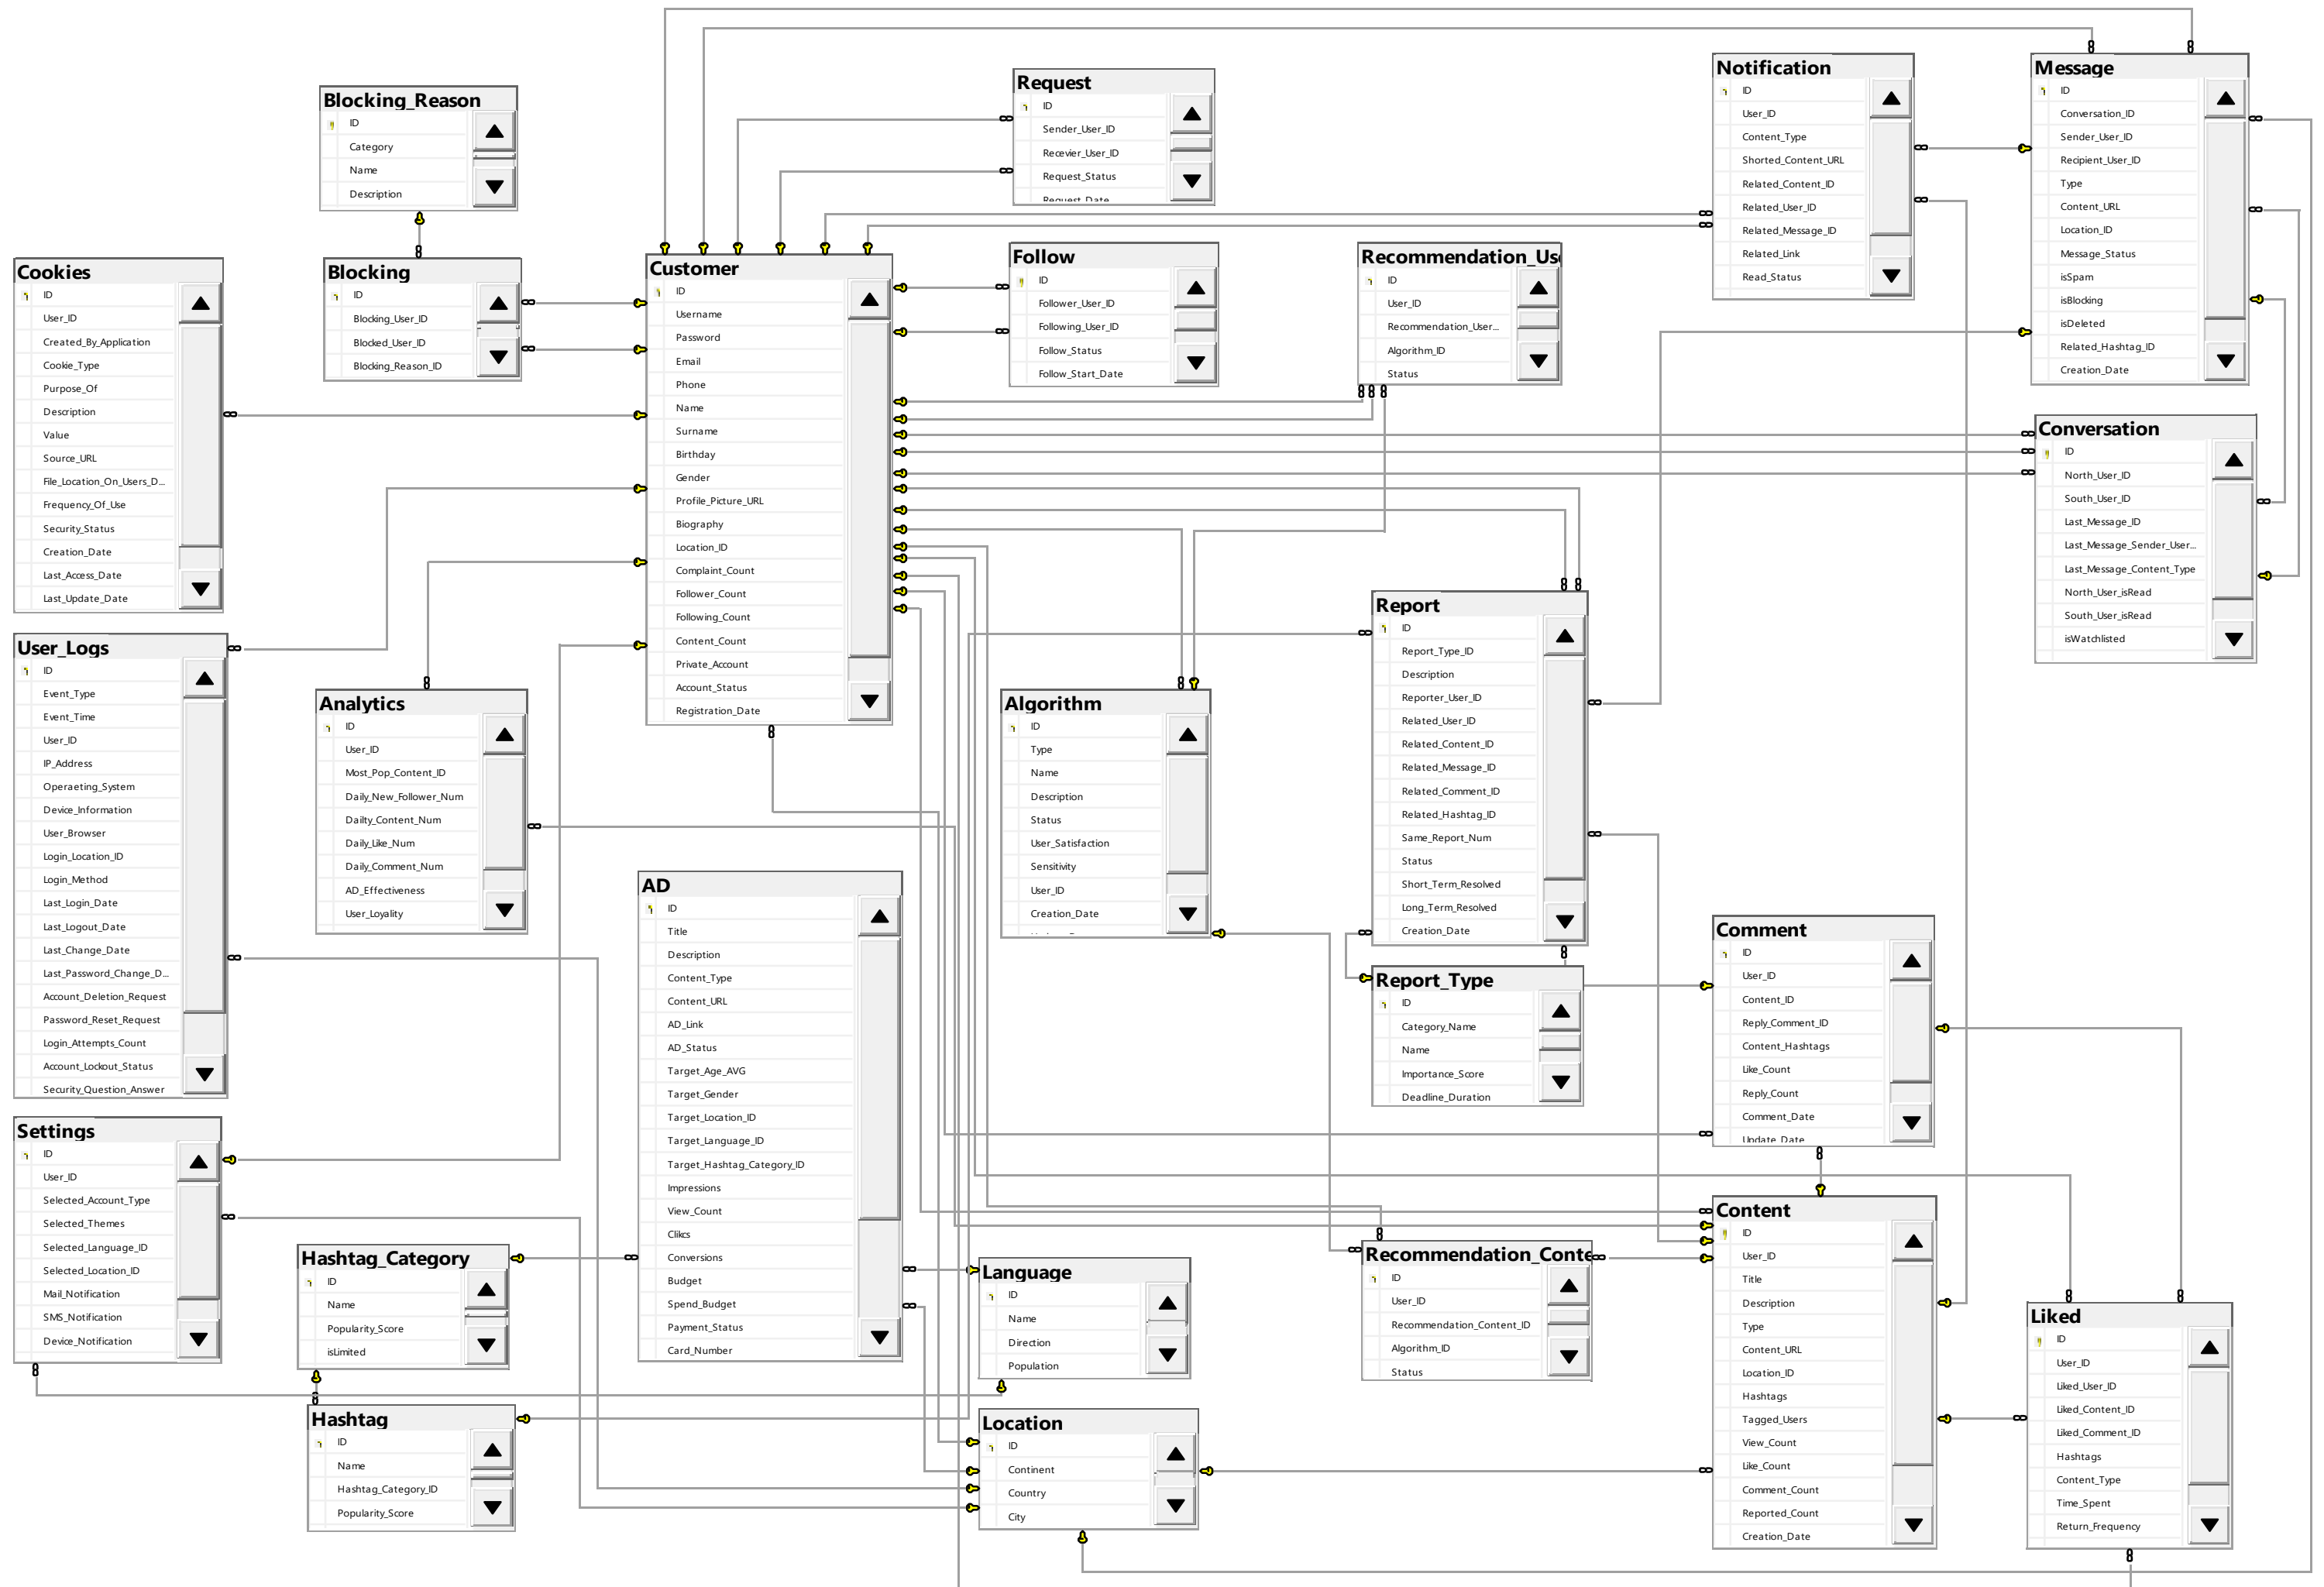 Blocking_Reason
ID
Category
Name
Description
Request
ID
Sender_User_ID
Recevier_User_ID
Request_Status
Request_Date
Notification
ID
User_ID
Content_Type
Shorted_Content_URL
Related_Content_ID
Related_User_ID
Related_Message_ID
Related_Link
Read_Status
Message
ID
Conversation_ID
Sender_User_ID
Recipient_User_ID
Type
Content_URL
Location_ID
Message_Status
isSpam
isBlocking
isDeleted
Related_Hashtag_ID
Creation_Date
Cookies
ID
User_ID
Created_By_Application
Cookie_Type
Purpose_Of
Description
Value
Source_URL
File_Location_On_Users_D...
Frequency_Of_Use
Security_Status
Creation_Date
Last_Access_Date
Last_Update_Date
Blocking
ID
Blocking_User_ID
Blocked_User_ID
Blocking_Reason_ID
Customer
ID
Username
Password
Email
Phone
Name
Surname
Birthday
Gender
Profile_Picture_URL
Biography
Location_ID
Complaint_Count
Follower_Count
Following_Count
Content_Count
Private_Account
Account_Status
Registration_Date
Follow
ID
Follower_User_ID
Following_User_ID
Follow_Status
Follow_Start_Date
Recommendation_Use
ID
User_ID
Recommendation_User...
Algorithm_ID
Status
Conversation
ID
North_User_ID
South_User_ID
Last_Message_ID
Last_Message_Sender_User...
Last_Message_Content_Type
North_User_isRead
South_User_isRead
isWatchlisted
User_Logs
ID
Event_Type
Event_Time
User_ID
IP_Address
Operaeting_System
Device_Information
User_Browser
Login_Location_ID
Login_Method
Last_Login_Date
Last_Logout_Date
Last_Change_Date
Last_Password_Change_D...
Account_Deletion_Request
Password_Reset_Request
Login_Attempts_Count
Account_Lockout_Status
Security_Question_Answer
Analytics
ID
User_ID
Most_Pop_Content_ID
Daily_New_Follower_Num
Dailty_Content_Num
Daily_Like_Num
Daily_Comment_Num
AD_Effectiveness
User_Loyality
Algorithm
ID
Type
Name
Description
Status
User_Satisfaction
Sensitivity
User_ID
Creation_Date
Report
ID
Report_Type_ID
Description
Reporter_User_ID
Related_User_ID
Related_Content_ID
Related_Message_ID
Related_Comment_ID
Related_Hashtag_ID
Same_Report_Num
Status
Short_Term_Resolved
Long_Term_Resolved
Creation_Date
AD
ID
Title
Description
Content_Type
Content_URL
AD_Link
AD_Status
Target_Age_AVG
Target_Gender
Target_Location_ID
Target_Language_ID
Target_Hashtag_Category_ID
Impressions
View_Count
Clikcs
Conversions
Budget
Spend_Budget
Payment_Status
Card_Number
Report_Type
ID
Category_Name
Name
Importance_Score
Deadline_Duration
Comment
ID
User_ID
Content_ID
Reply_Comment_ID
Content_Hashtags
Like_Count
Reply_Count
Comment_Date
Update_Date
Settings
ID
User_ID
Selected_Account_Type
Selected_Themes
Selected_Language_ID
Selected_Location_ID
Mail_Notification
SMS_Notification
Device_Notification
Hashtag_Category
ID
Name
Popularity_Score
isLimited
Language
ID
Name
Direction
Population
Recommendation_Conte
ID
User_ID
Recommendation_Content_ID
Algorithm_ID
Status
Content
ID
User_ID
Title
Description
Type
Content_URL
Location_ID
Hashtags
Tagged_Users
View_Count
Like_Count
Comment_Count
Reported_Count
Creation_Date
Liked
ID
User_ID
Liked_User_ID
Liked_Content_ID
Liked_Comment_ID
Hashtags
Content_Type
Time_Spent
Return_Frequency
Hashtag
ID
Name
Hashtag_Category_ID
Popularity_Score
Location
ID
Continent
Country
City